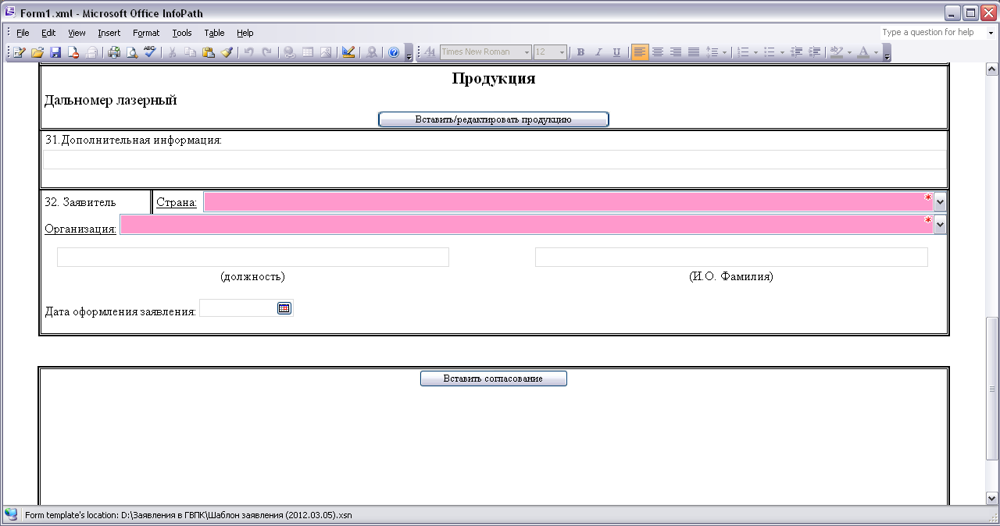 Form1.xml - Microsoft Office InfoPath
File Edit View Insert Format Tools Table Help
Type a question for help
Times New Roman 12 B I U
Продукция
Дальномер лазерный
Вставить/редактировать продукцию
31.Дополнительная информация:
32. Заявитель Страна: *
Организация: *
(должность) (И.О. Фамилия)
Дата оформления заявления:
Вставить согласование
Form template's location: D:\Заявления в ГВПК\Шаблон заявления (2012.03.05).xsn